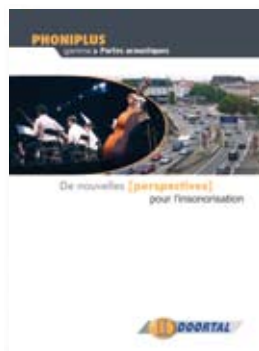 PHONIPLUS
gamme Portes acoustiques
De nouvelles [perspectives]
pour l'insonorisation
DOORTAL